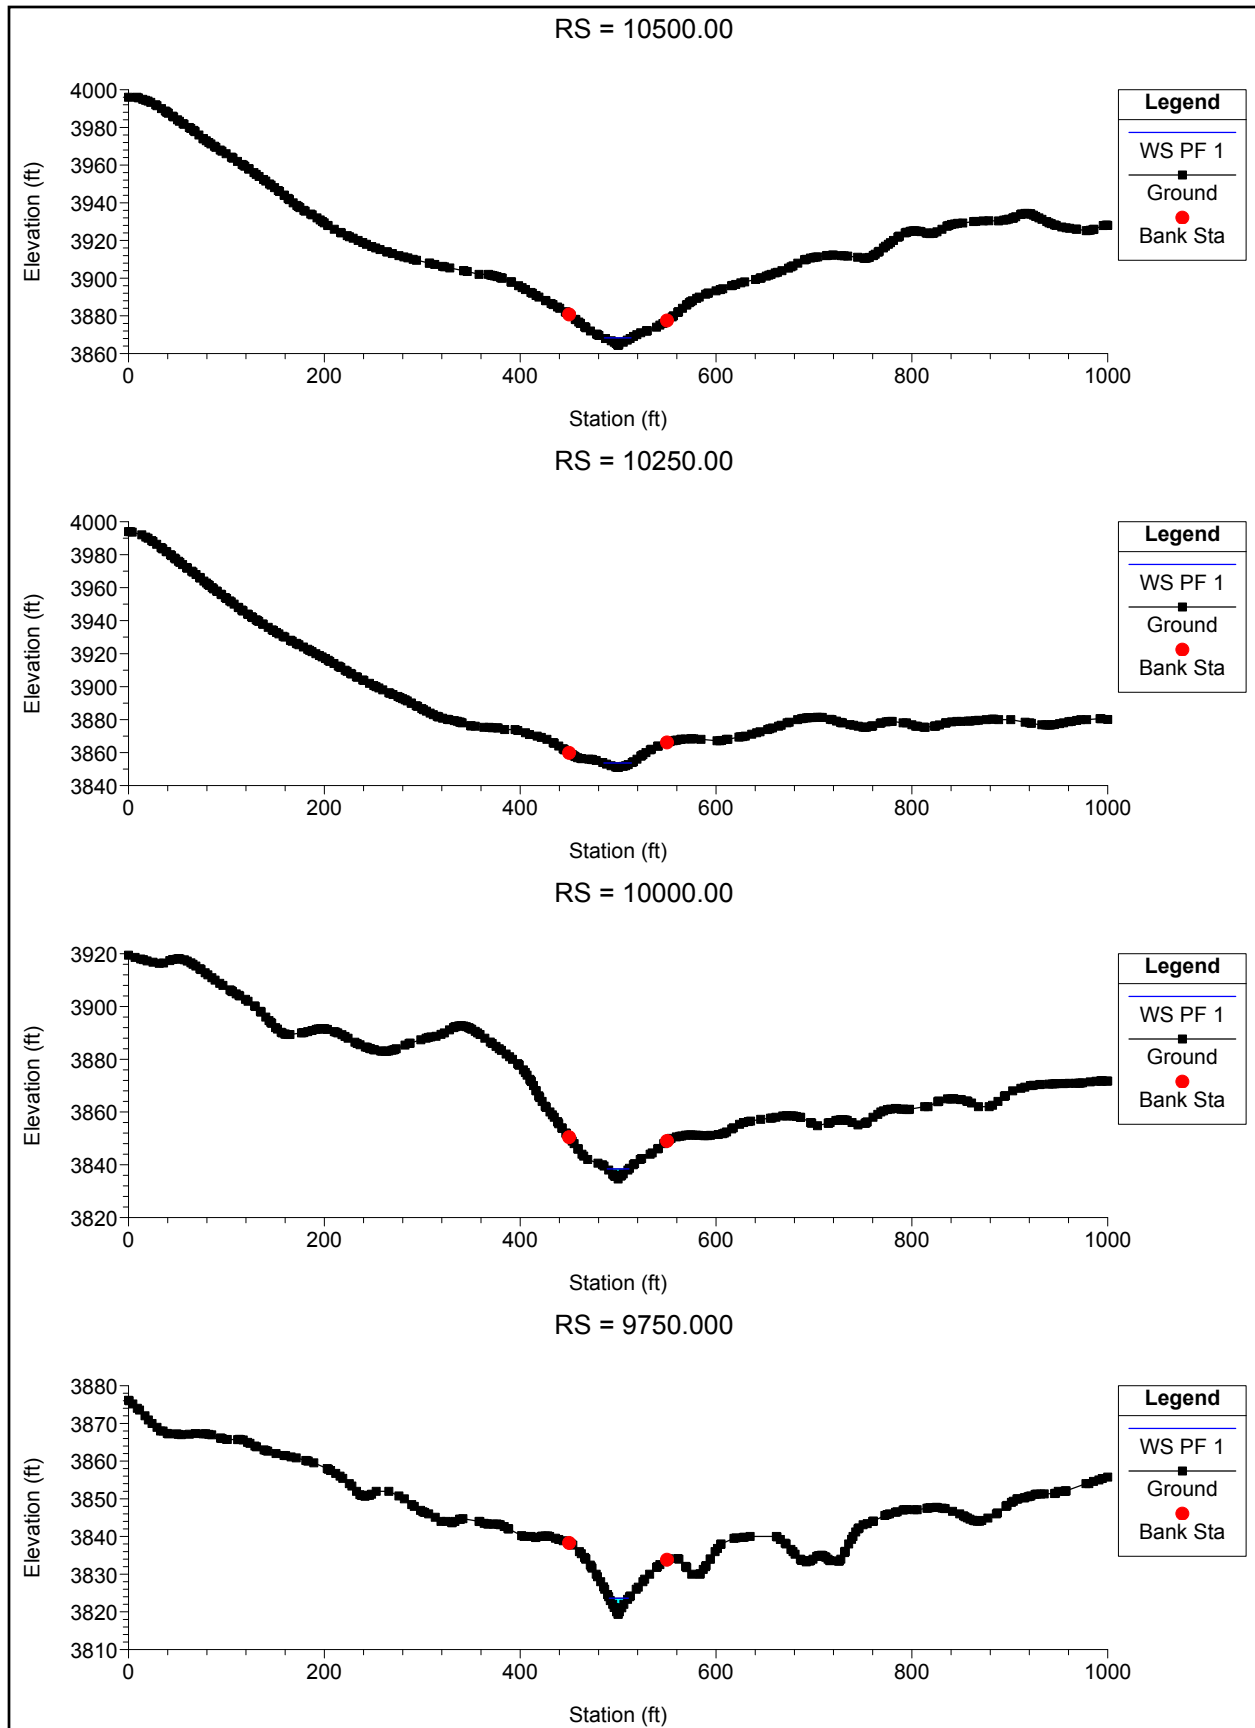 RS = 10500.00
4000
3980
3960
3940
3920
3900
3880
3860
Elevation (ft)
0 200 400 600 800 1000
Station (ft)
Legend
WS PF 1
Ground
Bank Sta
RS = 10250.00
4000
3980
3960
3940
3920
3900
3880
3860
3840
Elevation (ft)
0 200 400 600 800 1000
Station (ft)
Legend
WS PF 1
Ground
Bank Sta
RS = 10000.00
3920
3900
3880
3860
3840
3820
Elevation (ft)
0 200 400 600 800 1000
Station (ft)
Legend
WS PF 1
Ground
Bank Sta
RS = 9750.000
3880
3870
3860
3850
3840
3830
3820
3810
Elevation (ft)
0 200 400 600 800 1000
Station (ft)
Legend
WS PF 1
Ground
Bank Sta